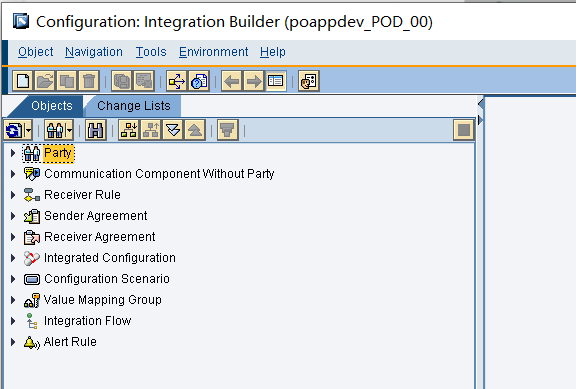 Configuration: Integration Builder (poappdev_POD_00)
Object Navigation Tools Environment Help
Objects Change Lists
Party
Communication Component Without Party
Receiver Rule
Sender Agreement
Receiver Agreement
Integrated Configuration
Configuration Scenario
Value Mapping Group
Integration Flow
Alert Rule